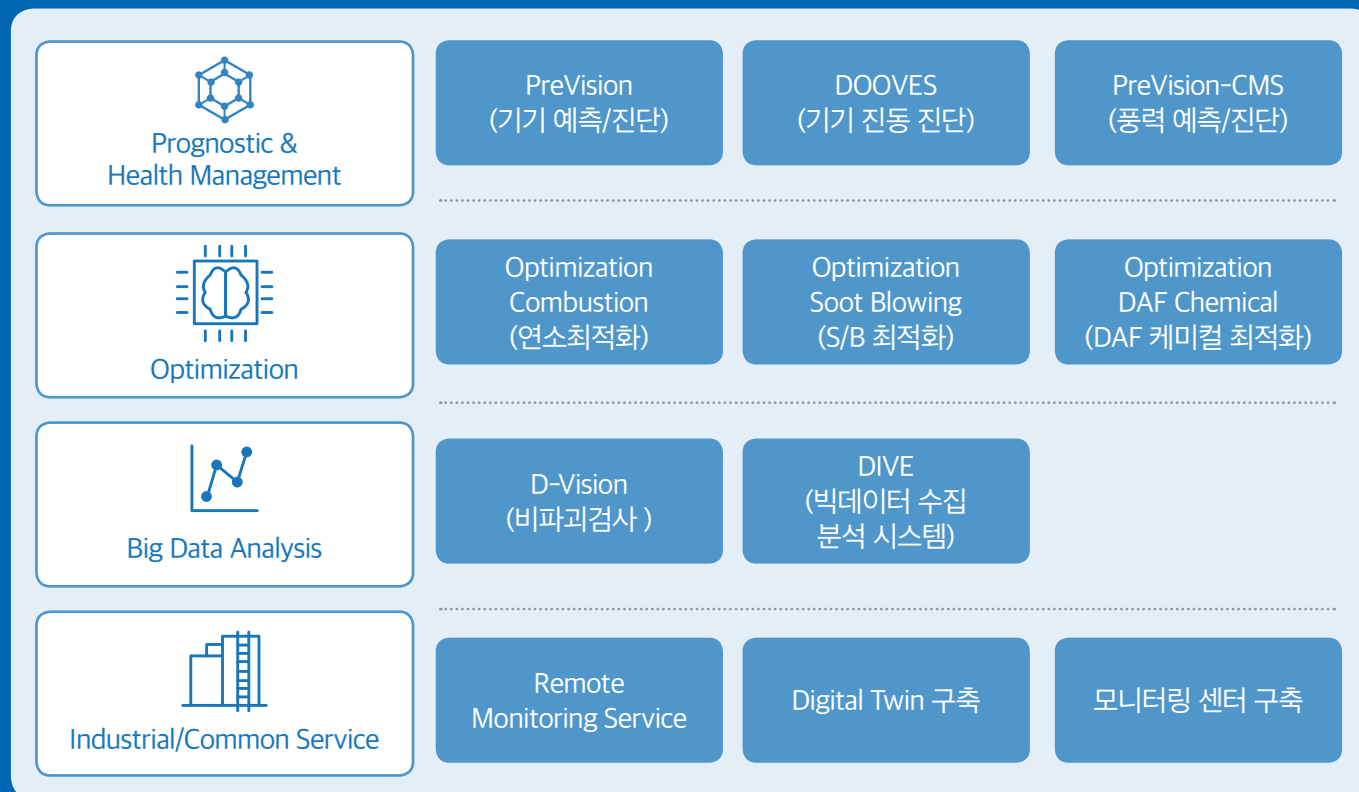 Prognostic &
Health Management
PreVision
(기기 예측/진단)
DOOVES
(기기 진동 진단)
PreVision-CMS
(풍력 예측/진단)
Optimization
Optimization
Combustion
(연소최적화)
Optimization
Soot Blowing
(S/B 최적화)
Optimization
DAF Chemical
(DAF 케미컬 최적화)
Big Data Analysis
D-Vision
(비파괴검사 )
DIVE
(빅데이터 수집
분석 시스템)
Industrial/Common Service
Remote
Monitoring Service
Digital Twin 구축
모니터링 센터 구축